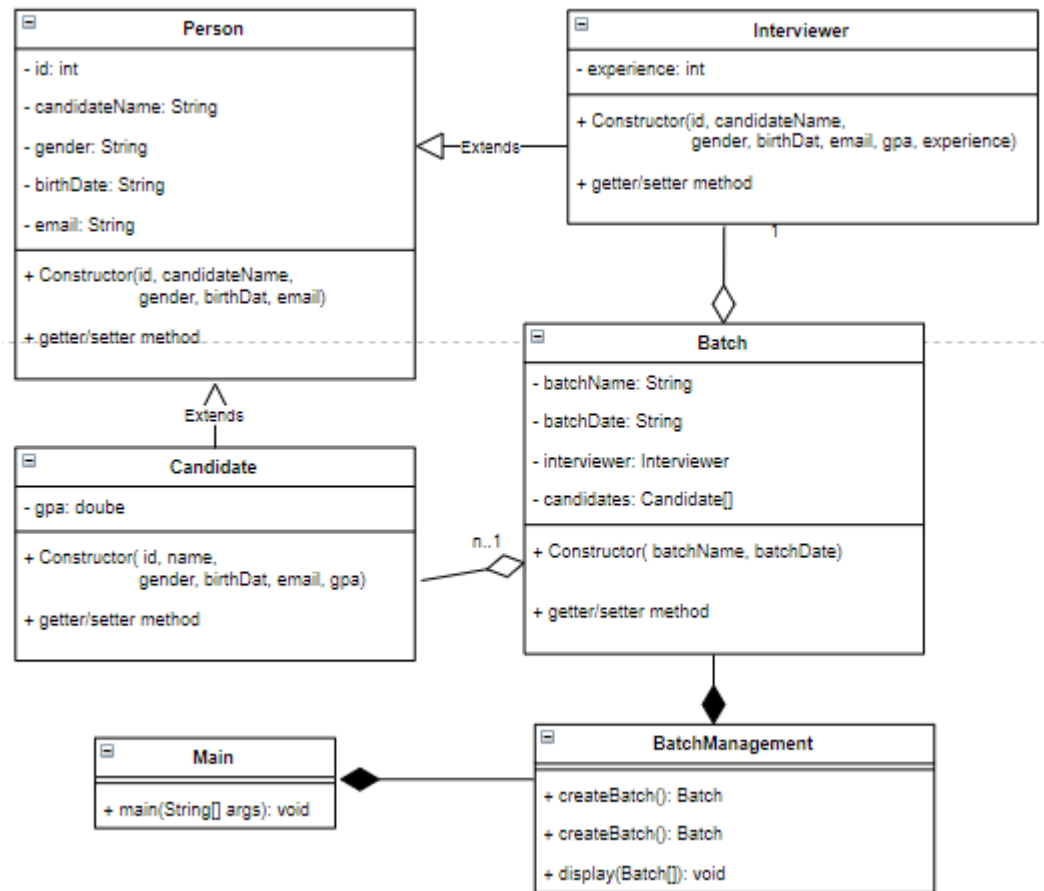 Person
- id: int
- candidateName: String
- gender: String
- birthDate: String
- email: String
+ Constructor(id, candidateName,
gender, birthDat, email)
+ getter/setter method
Extends
Interviewer
- experience: int
+ Constructor(id, candidateName,
gender, birthDat, email, gpa, experience)
+ getter/setter method
1
Extends
Candidate
- gpa: doube
+ Constructor( id, name,
gender, birthDat, email, gpa)
+ getter/setter method
n..1
Batch
- batchName: String
- batchDate: String
- interviewer: Interviewer
- candidates: Candidate[]
+ Constructor( batchName, batchDate)
+ getter/setter method
Main
+ main(String[] args): void
BatchManagement
+ createBatch(): Batch
+ createBatch(): Batch
+ display(Batch[]): void